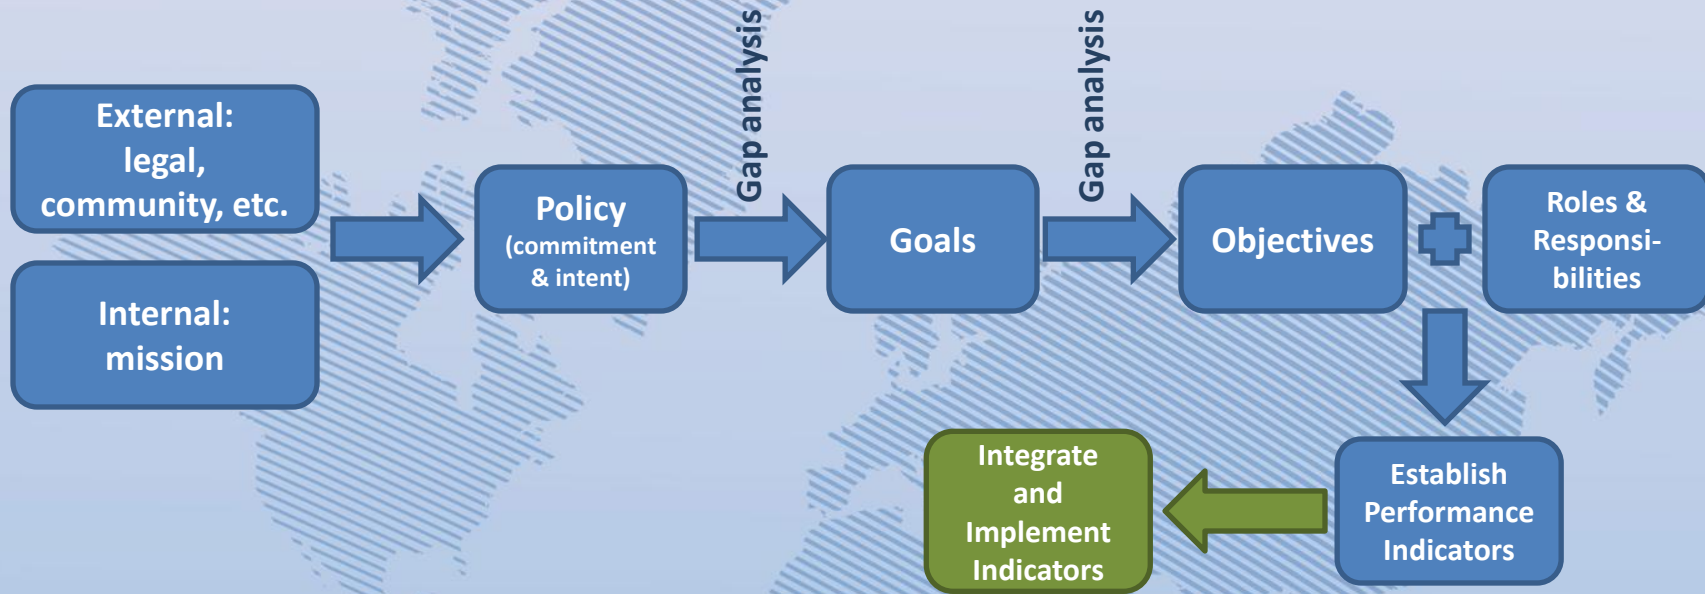 External:
legal,
community, etc.
Internal:
mission
Policy
(commitment
& intent)
Gap analysis
Goals
Gap analysis
Objectives
Roles &
Responsi-
bilities
Establish
Performance
Indicators
Integrate
and
Implement
Indicators